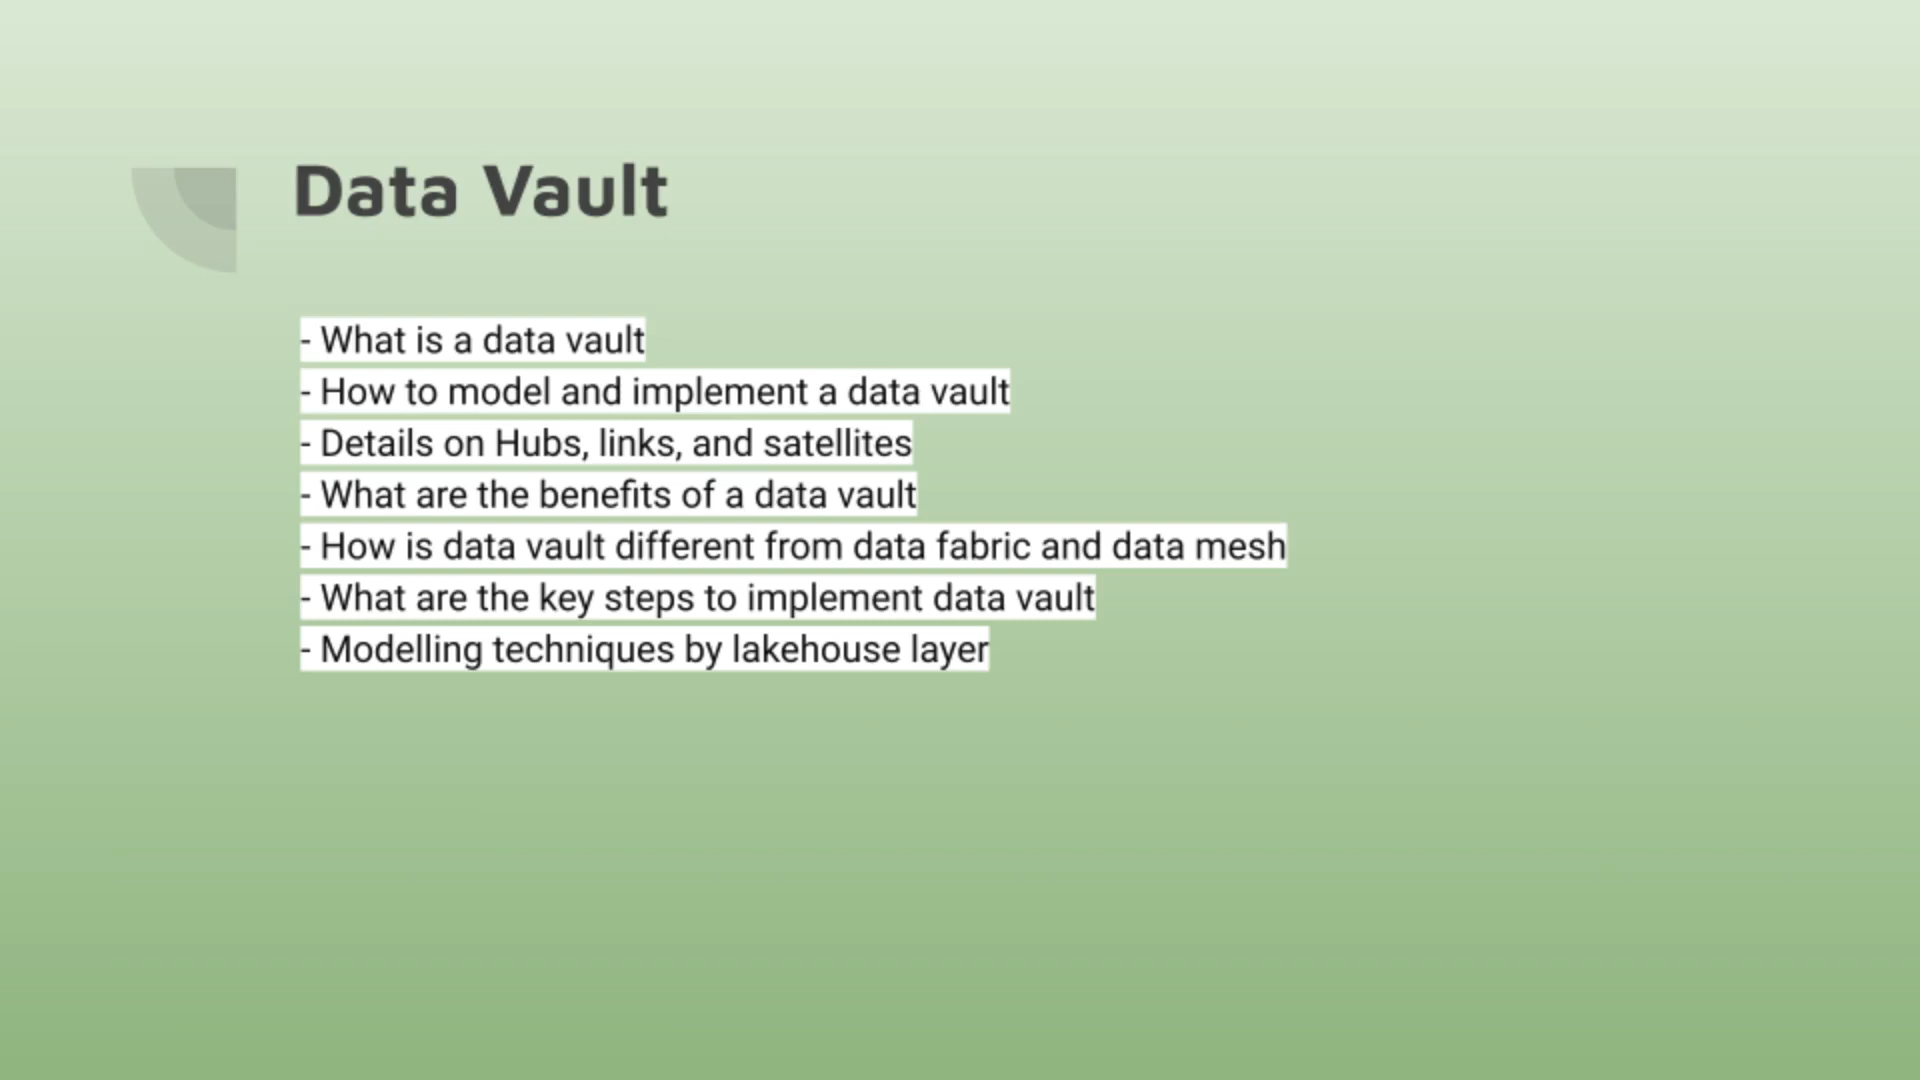 Data Vault
- What is a data vault
- How to model and implement a data vault
- Details on Hubs, links, and satellites
- What are the benefits of a data vault
- How is data vault different from data fabric and data mesh
- What are the key steps to implement data vault
- Modelling techniques by lakehouse layer